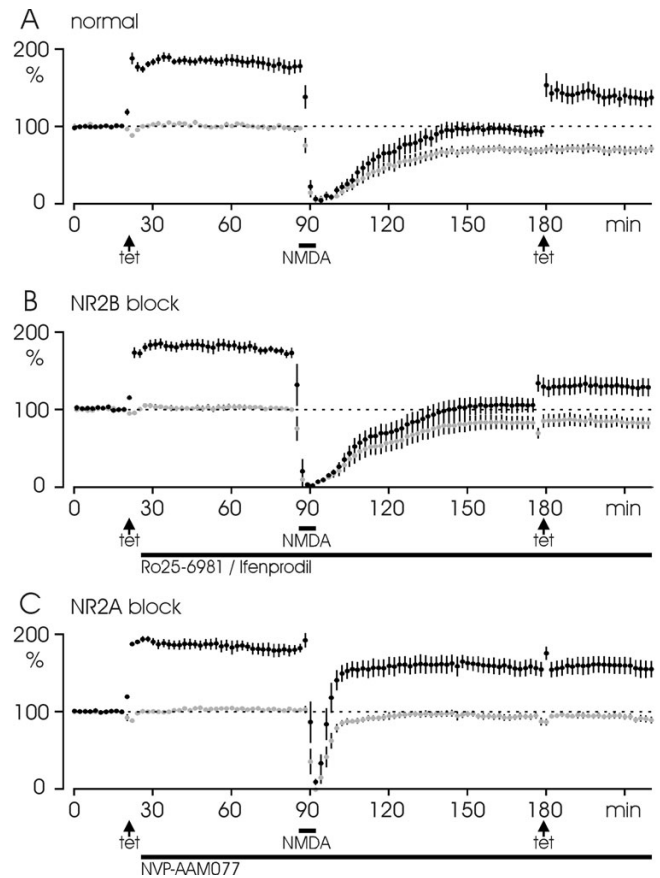 A normal
200
%
100
0
0 30 60 90 120 150 180 min
tet NMDA tet
B NR2B block
200
%
100
0
0 30 60 90 120 150 180 min
tet NMDA tet
Ro25-6981 / Ifenprodil
C NR2A block
200
%
100
0
0 30 60 90 120 150 180 min
tet NMDA tet
NVP-AAM077